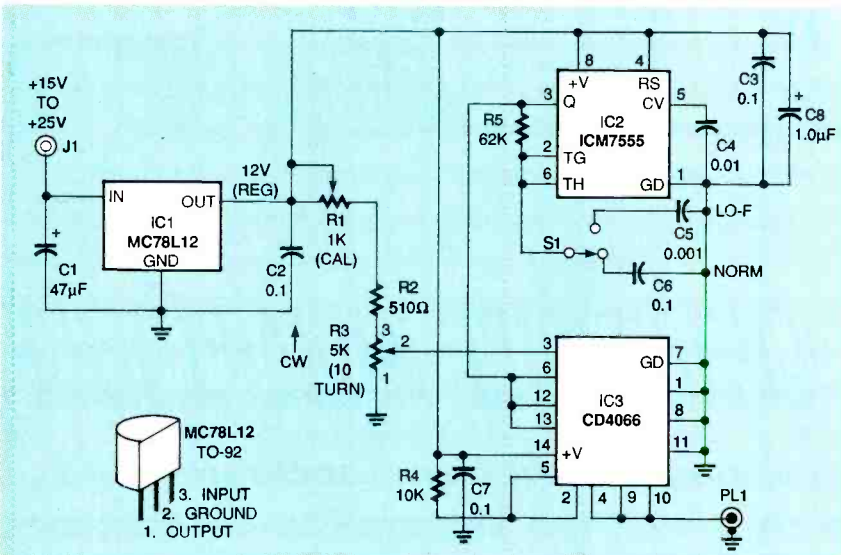 +15V
TO
+25V
J1
IN
OUT
IC1
MC78L12
GND
12V
(REG)
C1
47µF
C2
0.1
R1
1K
(CAL)
R2
510Ω
R3
5K
(10
TURN)
CW
3
2
1
MC78L12
TO-92
3. INPUT
2. GROUND
1. OUTPUT
R5
62K
8
4
+V
RS
3
Q
CV
5
IC2
ICM7555
2
TG
6
TH
GD
1
C3
0.1
+
C8
1.0µF
+
C4
0.01
LO-F
C5
0.001
S1
NORM
C6
0.1
3
6
12
13
14
+V
5
IC3
CD4066
GD
7
1
8
11
2
4
9
10
R4
10K
C7
0.1
PL1